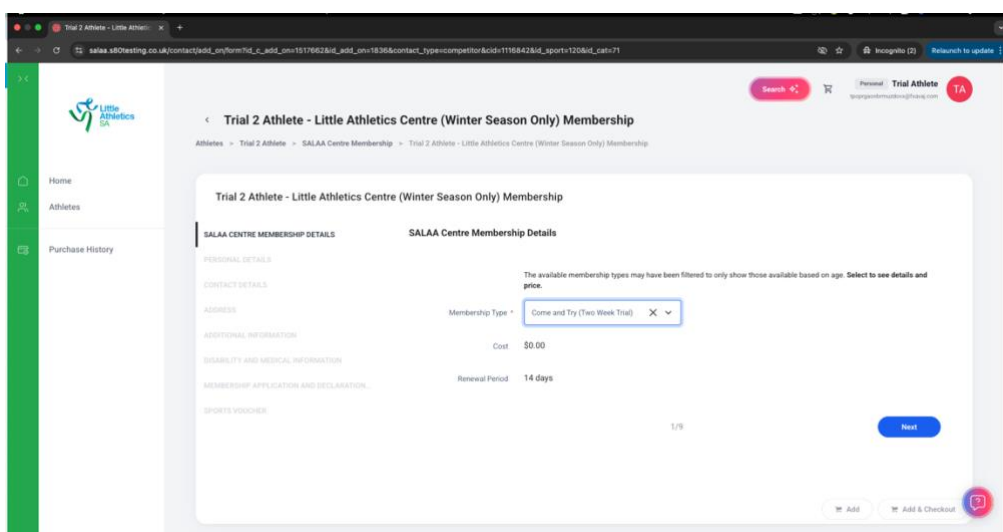 Trial 2 Athlete - Little Athletic
salaa.s80testing.co.uk/contact/add_on/form?id_c_add_on=1517662&id_add_on=1836&contact_type=competitor&cid=1116842&id_sport=120&id_cat=71
Incognito (2)
Relaunch to update
Little
Athletics
SA
Search
Personal Trial Athlete
TA
Trial 2 Athlete - Little Athletics Centre (Winter Season Only) Membership
Athletes > Trial 2 Athlete > SALAA Centre Membership > Trial 2 Athlete - Little Athletics Centre (Winter Season Only) Membership
Home
Athletes
Purchase History
Trial 2 Athlete - Little Athletics Centre (Winter Season Only) Membership
SALAA CENTRE MEMBERSHIP DETAILS
PERSONAL DETAILS
CONTACT DETAILS
ADDRESS
ADDITIONAL INFORMATION
DISABILITY AND MEDICAL INFORMATION
MEMBERSHIP APPLICATION AND DECLARATION...
SPORTS VOUCHER
SALAA Centre Membership Details
The available membership types may have been filtered to only show those available based on age. Select to see details and
price.
Membership Type * Come and Try (Two Week Trial)
Cost $0.00
Renewal Period 14 days
1/9
Next
Add
Add & Checkout